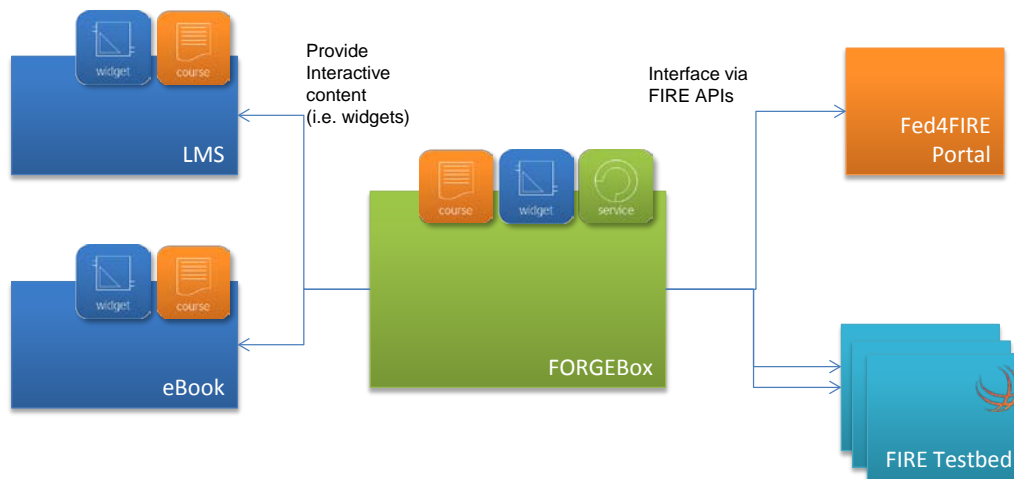 widget
course
LMS
Provide
Interactive
content
(i.e. widgets)
Interface via
FIRE APIs
Fed4FIRE
Portal
course
widget
service
FORGEBox
widget
course
eBook
FIRE Testbed